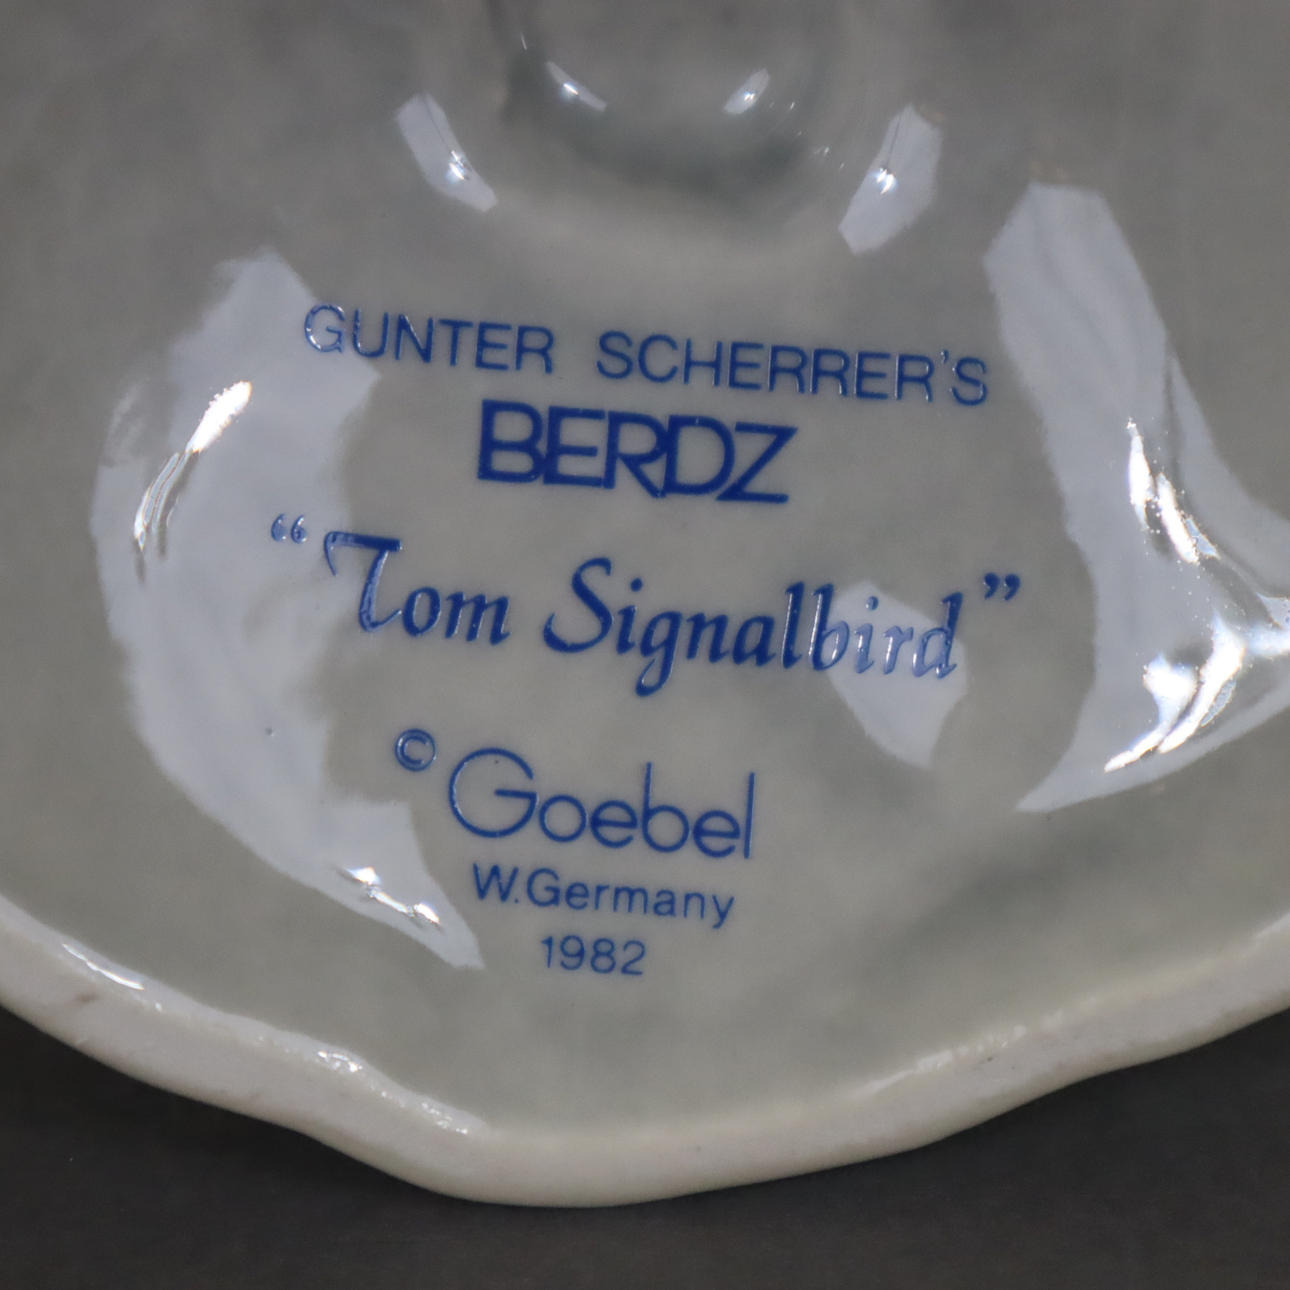 GUNTER SCHERRER'S
BERDZ
“Tom Signalbird”
© Goebel
W.Germany
1982